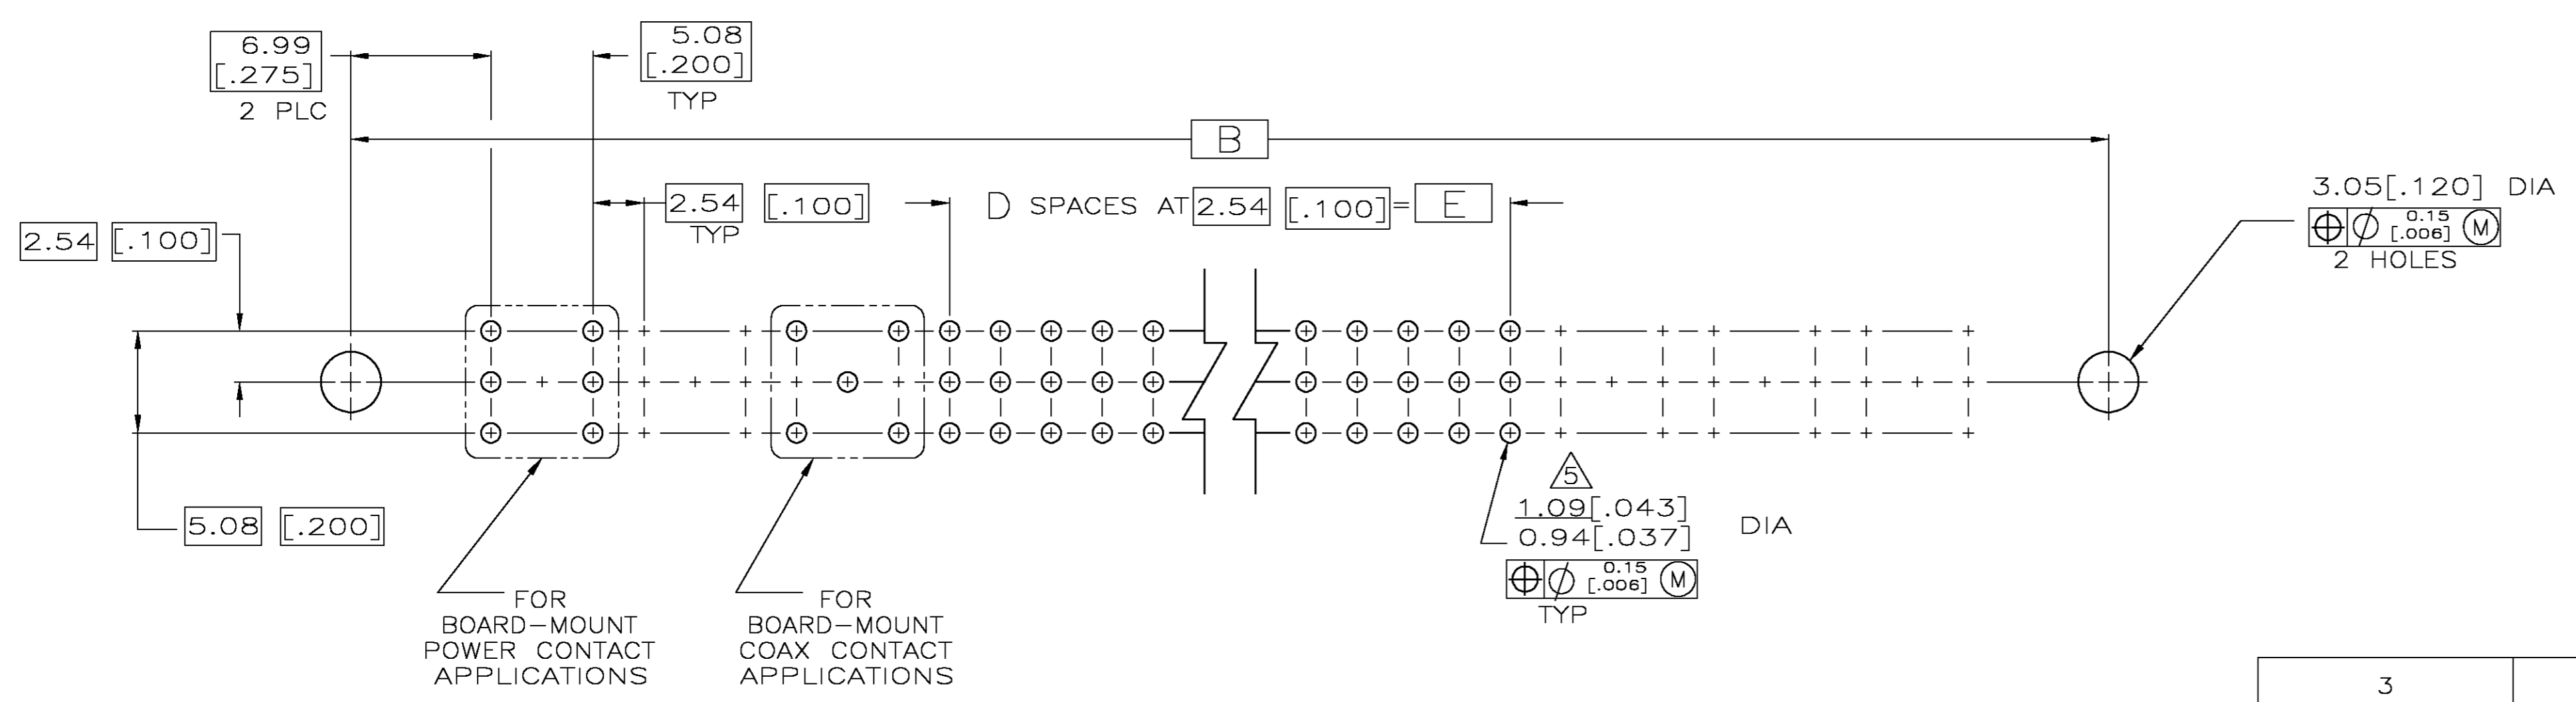 6.99
[.275]
2 PLC
5.08
[.200]
TYP
B
2.54 [.100]
TYP
D SPACES AT 2.54 [.100] = E
3.05[.120] DIA
⌖ ⌀ 0.15 Ⓜ
[.006]
2 HOLES
2.54 [.100]
5.08 [.200]
5
1.09[.043]
0.94[.037]
DIA
⌖ ⌀ 0.15 Ⓜ
[.006]
TYP
FOR
BOARD-MOUNT
POWER CONTACT
APPLICATIONS
FOR
BOARD-MOUNT
COAX CONTACT
APPLICATIONS
3